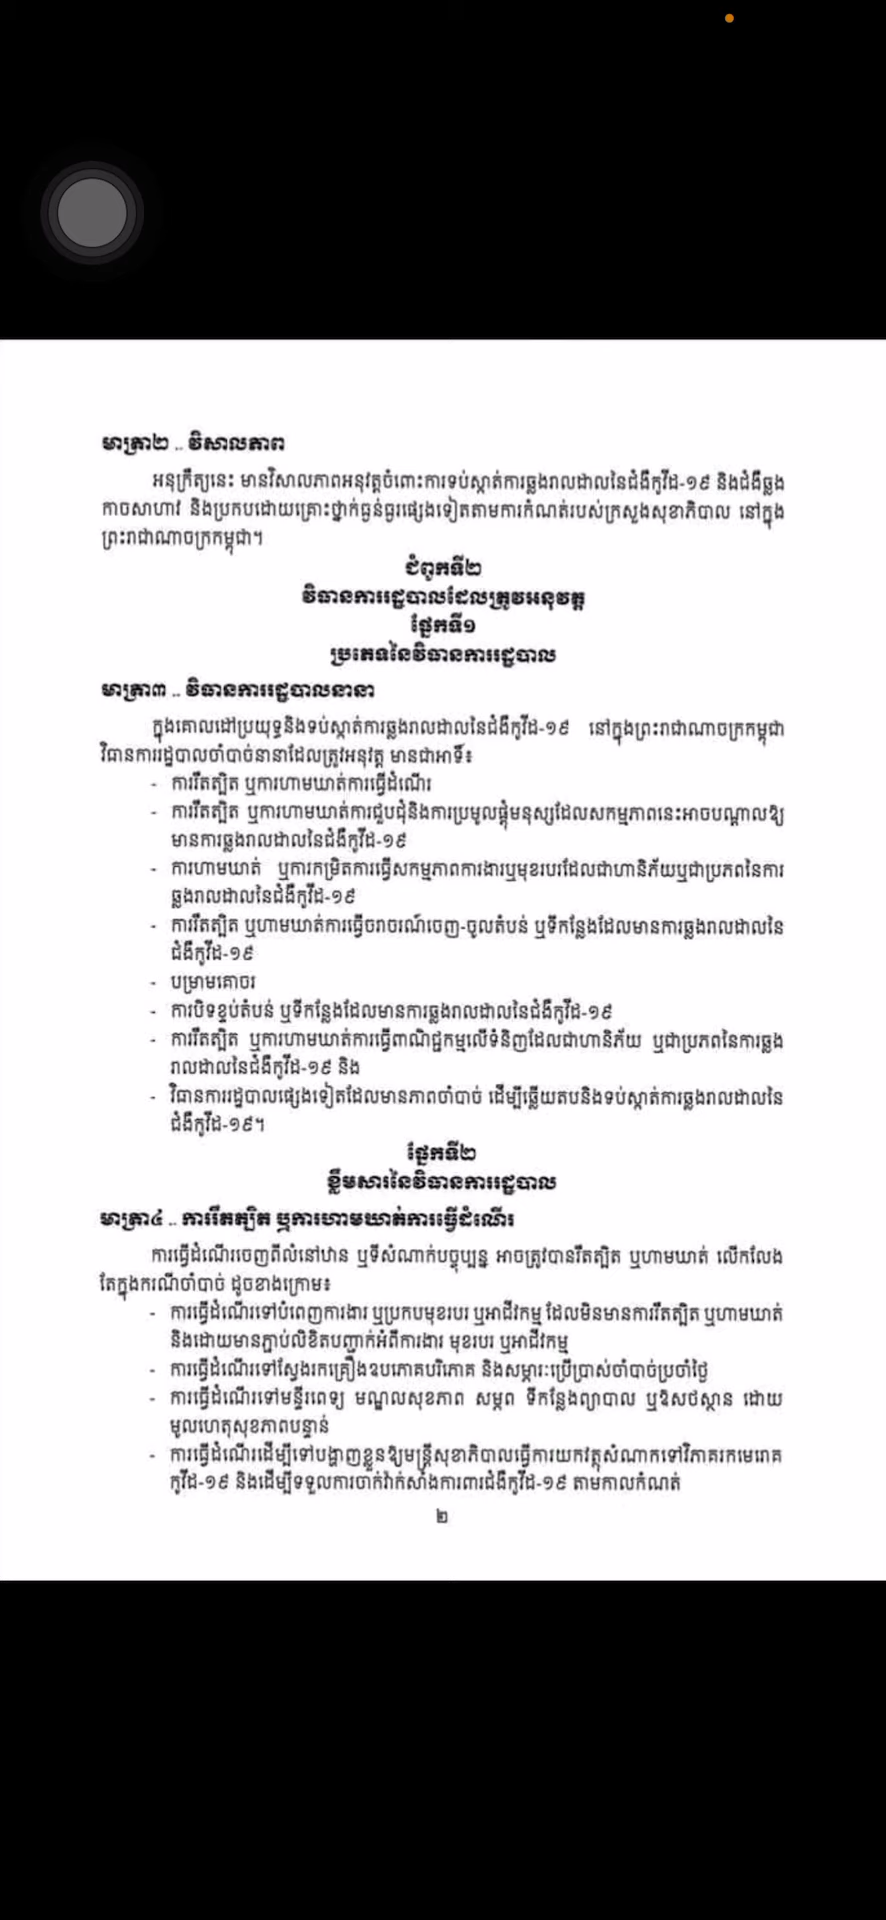 មាត្រា២ .. វិសាលភាព
អនុក្រឹត្យនេះ មានវិសាលភាពអនុវត្តចំពោះការទប់ស្កាត់ការឆ្លងរាលដាលនៃជំងឺកូវីដ-១៩ និងជំងឺឆ្លង
កាចសាហាវ និងប្រកបដោយគ្រោះថ្នាក់ធ្ងន់ធ្ងរផ្សេងទៀតតាមការកំណត់របស់ក្រសួងសុខាភិបាល នៅក្នុង
ព្រះរាជាណាចក្រកម្ពុជា។
ជំពូកទី២
វិធានការរដ្ឋបាលដែលត្រូវអនុវត្ត
ផ្នែកទី១
ប្រភេទនៃវិធានការរដ្ឋបាល
មាត្រា៣ .. វិធានការរដ្ឋបាលនានា
ក្នុងគោលដៅប្រយុទ្ធនិងទប់ស្កាត់ការឆ្លងរាលដាលនៃជំងឺកូវីដ-១៩ នៅក្នុងព្រះរាជាណាចក្រកម្ពុជា
វិធានការរដ្ឋបាលចាំបាច់នានាដែលត្រូវអនុវត្ត មានជាអាទិ៍៖
- ការរឹតត្បិត ឬការហាមឃាត់ការធ្វើដំណើរ
- ការរឹតត្បិត ឬការហាមឃាត់ការជួបជុំនិងការប្រមូលផ្តុំមនុស្សដែលសកម្មភាពនេះអាចបណ្តាលឱ្យ
មានការឆ្លងរាលដាលនៃជំងឺកូវីដ-១៩
- ការហាមឃាត់ ឬការកម្រិតការធ្វើសកម្មភាពការងារឬមុខរបរដែលជាហានិភ័យឬជាប្រភពនៃការ
ឆ្លងរាលដាលនៃជំងឺកូវីដ-១៩
- ការរឹតត្បិត ឬហាមឃាត់ការធ្វើចរាចរណ៍ចេញ-ចូលតំបន់ ឬទីកន្លែងដែលមានការឆ្លងរាលដាលនៃ
ជំងឺកូវីដ-១៩
- បម្រាមគោចរ
- ការបិទខ្ទប់តំបន់ ឬទីកន្លែងដែលមានការឆ្លងរាលដាលនៃជំងឺកូវីដ-១៩
- ការរឹតត្បិត ឬការហាមឃាត់ការធ្វើពាណិជ្ជកម្មលើទំនិញដែលជាហានិភ័យ ឬជាប្រភពនៃការឆ្លង
រាលដាលនៃជំងឺកូវីដ-១៩ និង
- វិធានការរដ្ឋបាលផ្សេងទៀតដែលមានភាពចាំបាច់ ដើម្បីឆ្លើយតបនិងទប់ស្កាត់ការឆ្លងរាលដាលនៃ
ជំងឺកូវីដ-១៩។
ផ្នែកទី២
ខ្លឹមសារនៃវិធានការរដ្ឋបាល
មាត្រា៤ .. ការរឹតត្បិត ឬការហាមឃាត់ការធ្វើដំណើរ
ការធ្វើដំណើរចេញពីលំនៅឋាន ឬទីសំណាក់បច្ចុប្បន្ន អាចត្រូវបានរឹតត្បិត ឬហាមឃាត់ លើកលែង
តែក្នុងករណីចាំបាច់ ដូចខាងក្រោម៖
- ការធ្វើដំណើរទៅបំពេញការងារ ឬប្រកបមុខរបរ ឬអាជីវកម្ម ដែលមិនមានការរឹតត្បិត ឬហាមឃាត់
និងដោយមានភ្ជាប់លិខិតបញ្ជាក់អំពីការងារ មុខរបរ ឬអាជីវកម្ម
- ការធ្វើដំណើរទៅស្វែងរកគ្រឿងឧបភោគបរិភោគ និងសម្ភារៈប្រើប្រាស់ចាំបាច់ប្រចាំថ្ងៃ
- ការធ្វើដំណើរទៅមន្ទីរពេទ្យ មណ្ឌលសុខភាព សម្ភព ទីកន្លែងព្យាបាល ឬឱសថស្ថាន ដោយ
មូលហេតុសុខភាពបន្ទាន់
- ការធ្វើដំណើរដើម្បីទៅបង្ហាញខ្លួនឱ្យមន្ត្រីសុខាភិបាលធ្វើការយកវត្ថុសំណាកទៅវិភាគរកមេរោគ
កូវីដ-១៩ និងដើម្បីទទួលការចាក់វ៉ាក់សាំងការពារជំងឺកូវីដ-១៩ តាមកាលកំណត់
២